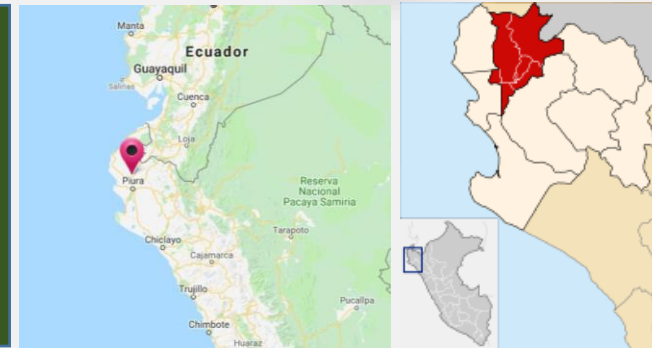 Manta
Ecuador
Guayaquil
Salinas
Cuenca
Loja
Piura
Reserva
Nacional
Pacaya Samiria
Tarapoto
Chiclayo
Cajamarca
Trujillo
Pucallpa
Chimbote
Huaraz